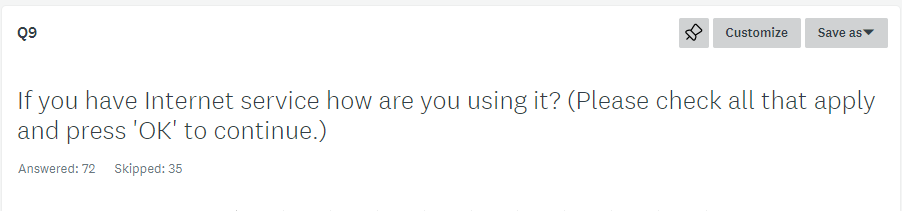 Q9
Customize
Save as
If you have Internet service how are you using it? (Please check all that apply
and press 'OK' to continue.)
Answered: 72 Skipped: 35